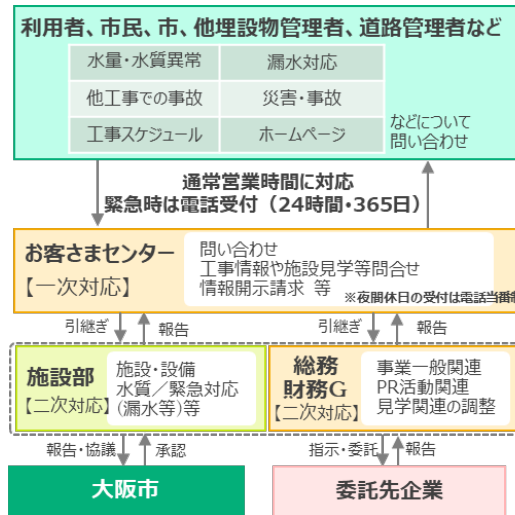 利用者、市民、市、他埋設物管理者、道路管理者など
水量・水質異常
漏水対応
他工事での事故
災害・事故
工事スケジュール
ホームページ
などについて
問い合わせ
通常営業時間に対応
緊急時は電話受付（24時間・365日）
お客さまセンター
【一次対応】
問い合わせ
工事情報や施設見学等問合せ
情報開示請求 等
※夜間休日の受付は電話当番制
引継ぎ
報告
引継ぎ
報告
施設部
【二次対応】
施設・設備
水質／緊急対応
(漏水等)等
総務
財務G
【二次対応】
事業一般関連
PR活動関連
見学関連の調整
報告・協議
承認
指示・委託
報告
大阪市
委託先企業